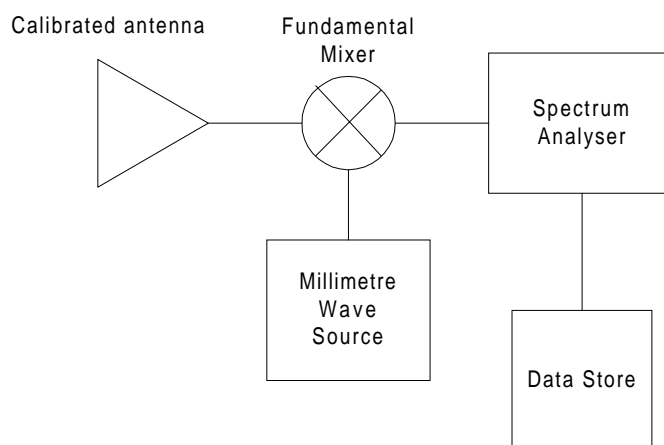 Calibrated antenna
Fundamental
Mixer
Spectrum
Analyser
Millimetre
Wave
Source
Data Store